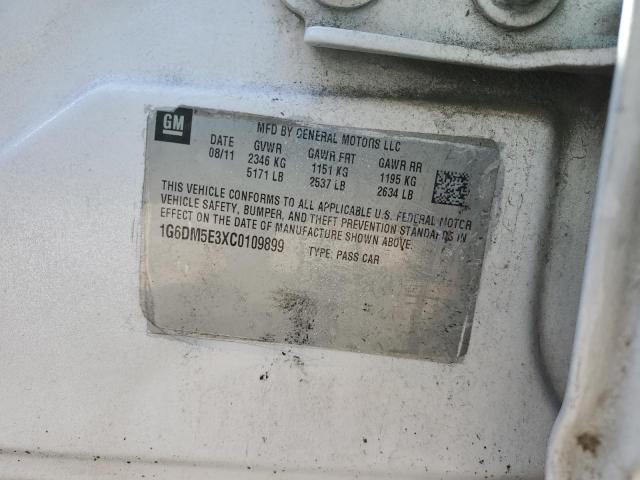 GM
MFD BY GENERAL MOTORS LLC
DATE GVWR GAWR FRT GAWR RR
08/11 2346 KG 1151 KG 1195 KG
5171 LB 2537 LB 2634 LB
THIS VEHICLE CONFORMS TO ALL APPLICABLE U.S. FEDERAL MOTOR
VEHICLE SAFETY, BUMPER, AND THEFT PREVENTION STANDARDS IN
EFFECT ON THE DATE OF MANUFACTURE SHOWN ABOVE.
1G6DM5E3XC0109899 TYPE: PASS CAR